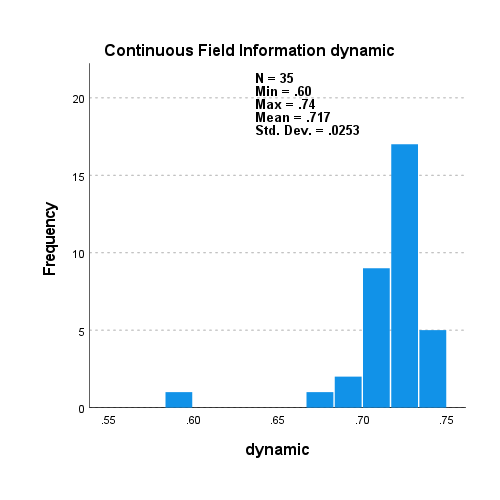 Continuous Field Information dynamic
N = 35
Min = .60
Max = .74
Mean = .717
Std. Dev. = .0253
20
15
10
5
0
Frequency
.55 .60 .65 .70 .75
dynamic